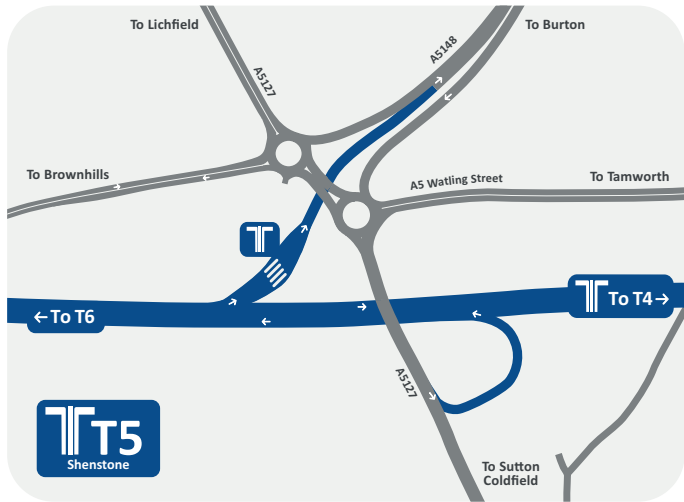 To Lichfield
To Burton
A5148
A5127
To Brownhills
A5 Watling Street
To Tamworth
To T4→
←To T6
A5127
T5
Shenstone
To Sutton
Coldfield